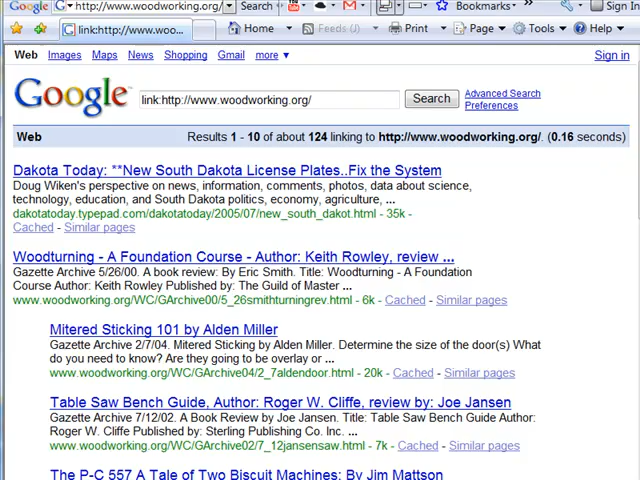 Google http://www.woodworking.org/ Search Bookmarks Sign In
link:http://www.woo... Home Feeds (J) Print Page Tools Help
Web Images Maps News Shopping Gmail more ▼ Sign in
Google link:http://www.woodworking.org/ Search Advanced Search
Preferences
Web Results 1 - 10 of about 124 linking to http://www.woodworking.org/. (0.16 seconds)
Dakota Today: **New South Dakota License Plates..Fix the System
Doug Wiken's perspective on news, information, comments, photos, data about science,
technology, education, and South Dakota politics, economy, agriculture, ...
dakotatoday.typepad.com/dakotatoday/2005/07/new_south_dakot.html - 35k -
Cached - Similar pages
Woodturning - A Foundation Course - Author: Keith Rowley, review ...
Gazette Archive 5/26/00. A book review: By Eric Smith. Title: Woodturning - A Foundation
Course Author: Keith Rowley Published by: The Guild of Master ...
www.woodworking.org/WC/GArchive00/5_26smithturningrev.html - 6k - Cached - Similar pages
Mitered Sticking 101 by Alden Miller
Gazette Archive 2/7/04. Mitered Sticking by Alden Miller. Determine the size of the door(s) What
do you need to know? Are they going to be overlay or ...
www.woodworking.org/WC/GArchive04/2_7aldendoor.html - 20k - Cached - Similar pages
Table Saw Bench Guide, Author: Roger W. Cliffe, review by: Joe Jansen
Gazette Archive 7/12/02. A Book Review by Joe Jansen. Title: Table Saw Bench Guide Author:
Roger W. Cliffe Published by: Sterling Publishing Co. Inc. ...
www.woodworking.org/WC/GArchive02/7_12jansensaw.html - 7k - Cached - Similar pages
The P-C 557 A Tale of Two Biscuit Machines: By Jim Mattson